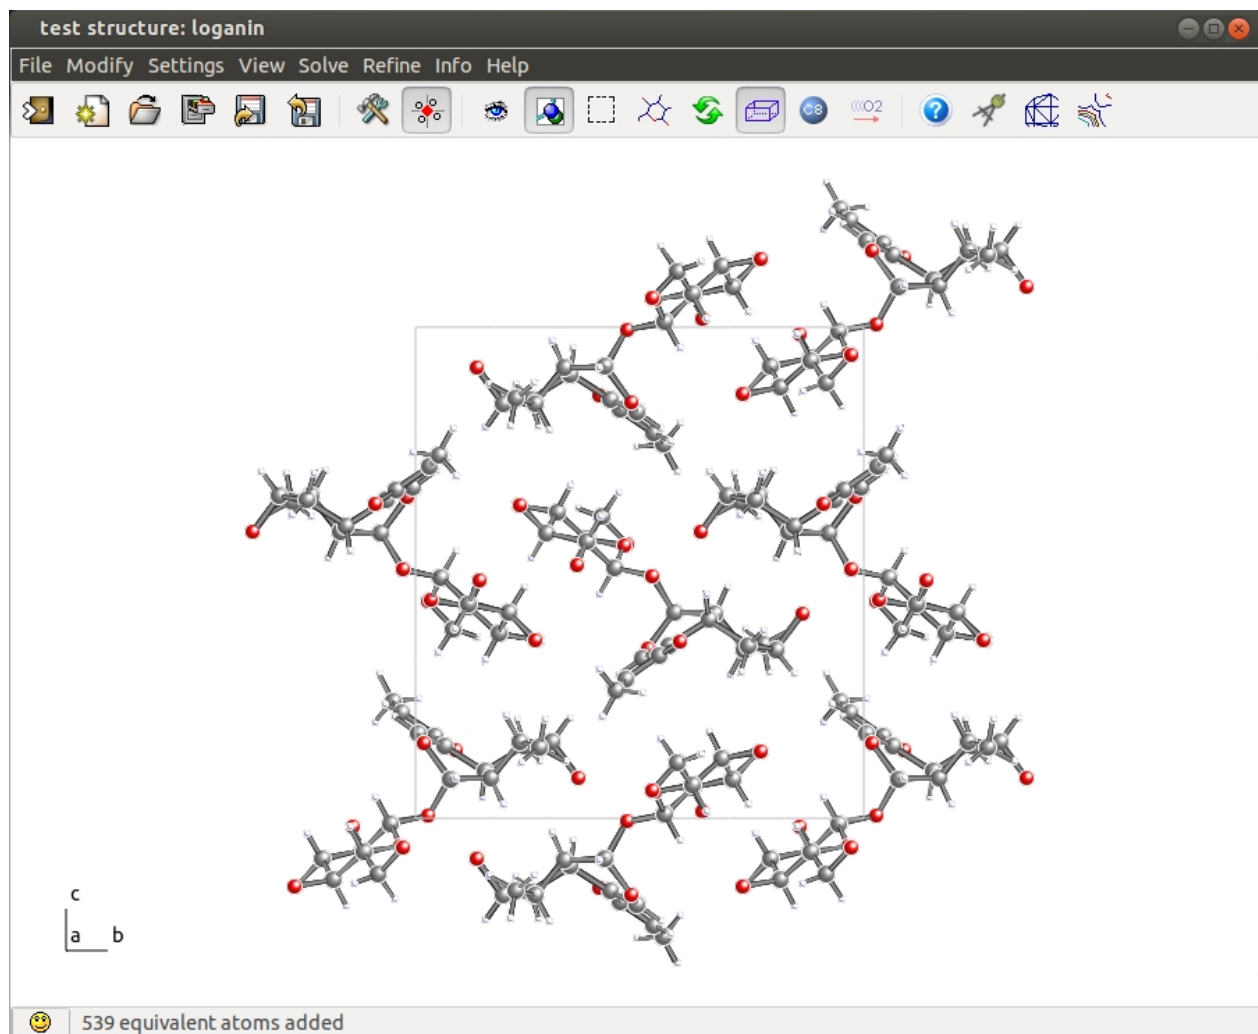 test structure: loganin
File Modify Settings View Solve Refine Info Help
C8 O2 ?
c
a b
539 equivalent atoms added